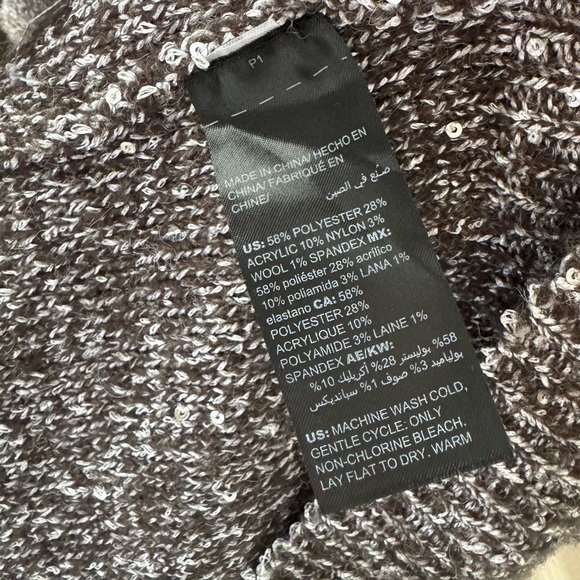 P1
MADE IN CHINA/ HECHO EN
CHINA/ FABRIQUÉ EN
CHINE/ صنع في الصين
US: 58% POLYESTER 28%
ACRYLIC 10% NYLON 3%
WOOL 1% SPANDEX MX:
58% poliéster 28% acrílico
10% poliamida 3% LANA 1%
elastano CA: 58%
POLYESTER 28%
ACRYLIQUE 10%
POLYAMIDE 3% LAINE 1%
SPANDEX AE/KW:
58% بوليستر 28% أكريليك 10%
بولياميد 3% صوف 1% سبانديكس
US: MACHINE WASH COLD,
GENTLE CYCLE: ONLY
NON-CHLORINE BLEACH.
LAY FLAT TO DRY. WARM